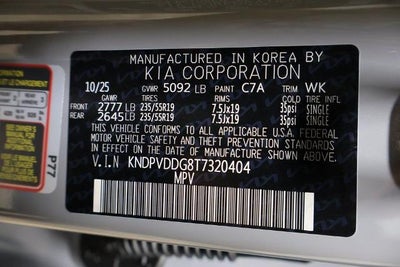 MANUFACTURED IN KOREA BY
KIA CORPORATION
10/25 GVWR 5092 LB PAINT C7A TRIM WK
GAWR TIRE RIM COLD
FRONT 2777 LB 235/55R19 7.5Jx19 35psi SINGLE
REAR 2645 LB 235/55R19 7.5Jx19 35psi SINGLE
THIS VEHICLE CONFORMS TO ALL APPLICABLE U.S.A. FEDERAL
MOTOR VEHICLE SAFETY AND THEFT PREVENTION STANDARDS
IN EFFECT ON THE DATE OF MANUFACTURE SHOWN ABOVE.
V.I.N KNDPVDDG8T7320404
MPV
P77
SEE OWNER'S